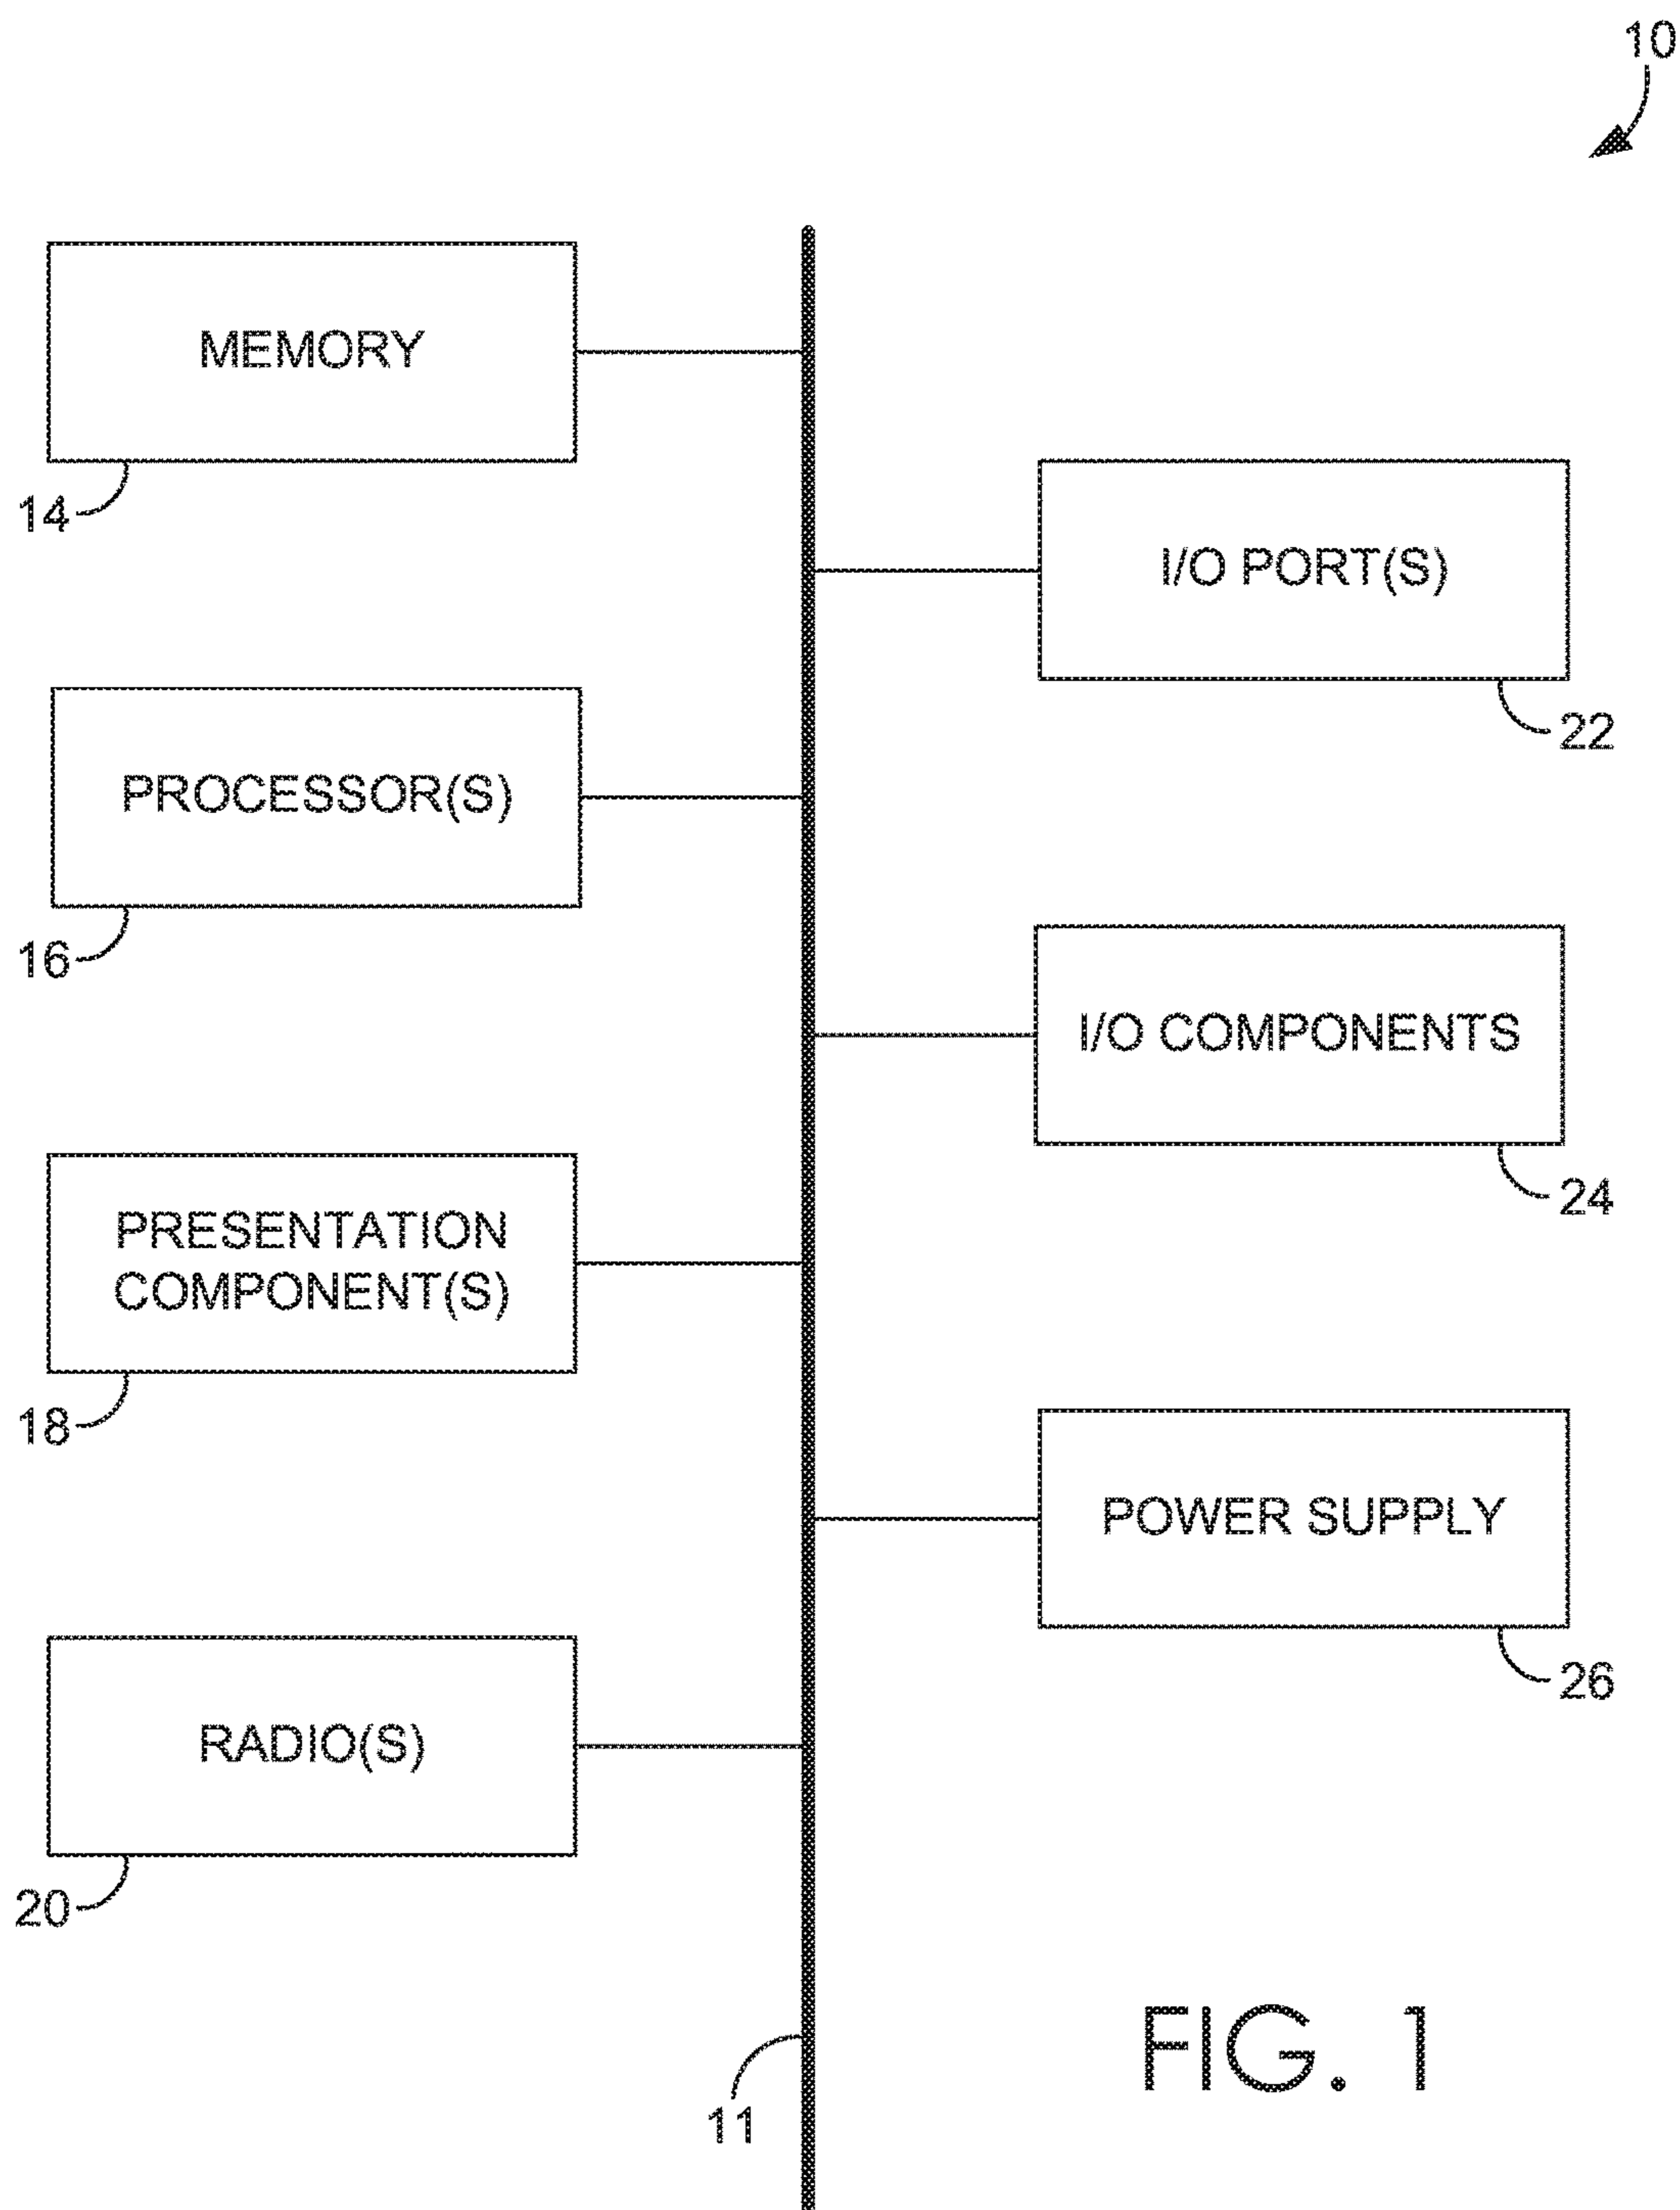 10
MEMORY
14
I/O PORT(S)
22
PROCESSOR(S)
16
I/O COMPONENTS
24
PRESENTATION
COMPONENT(S)
18
POWER SUPPLY
26
RADIO(S)
20
11
FIG. 1